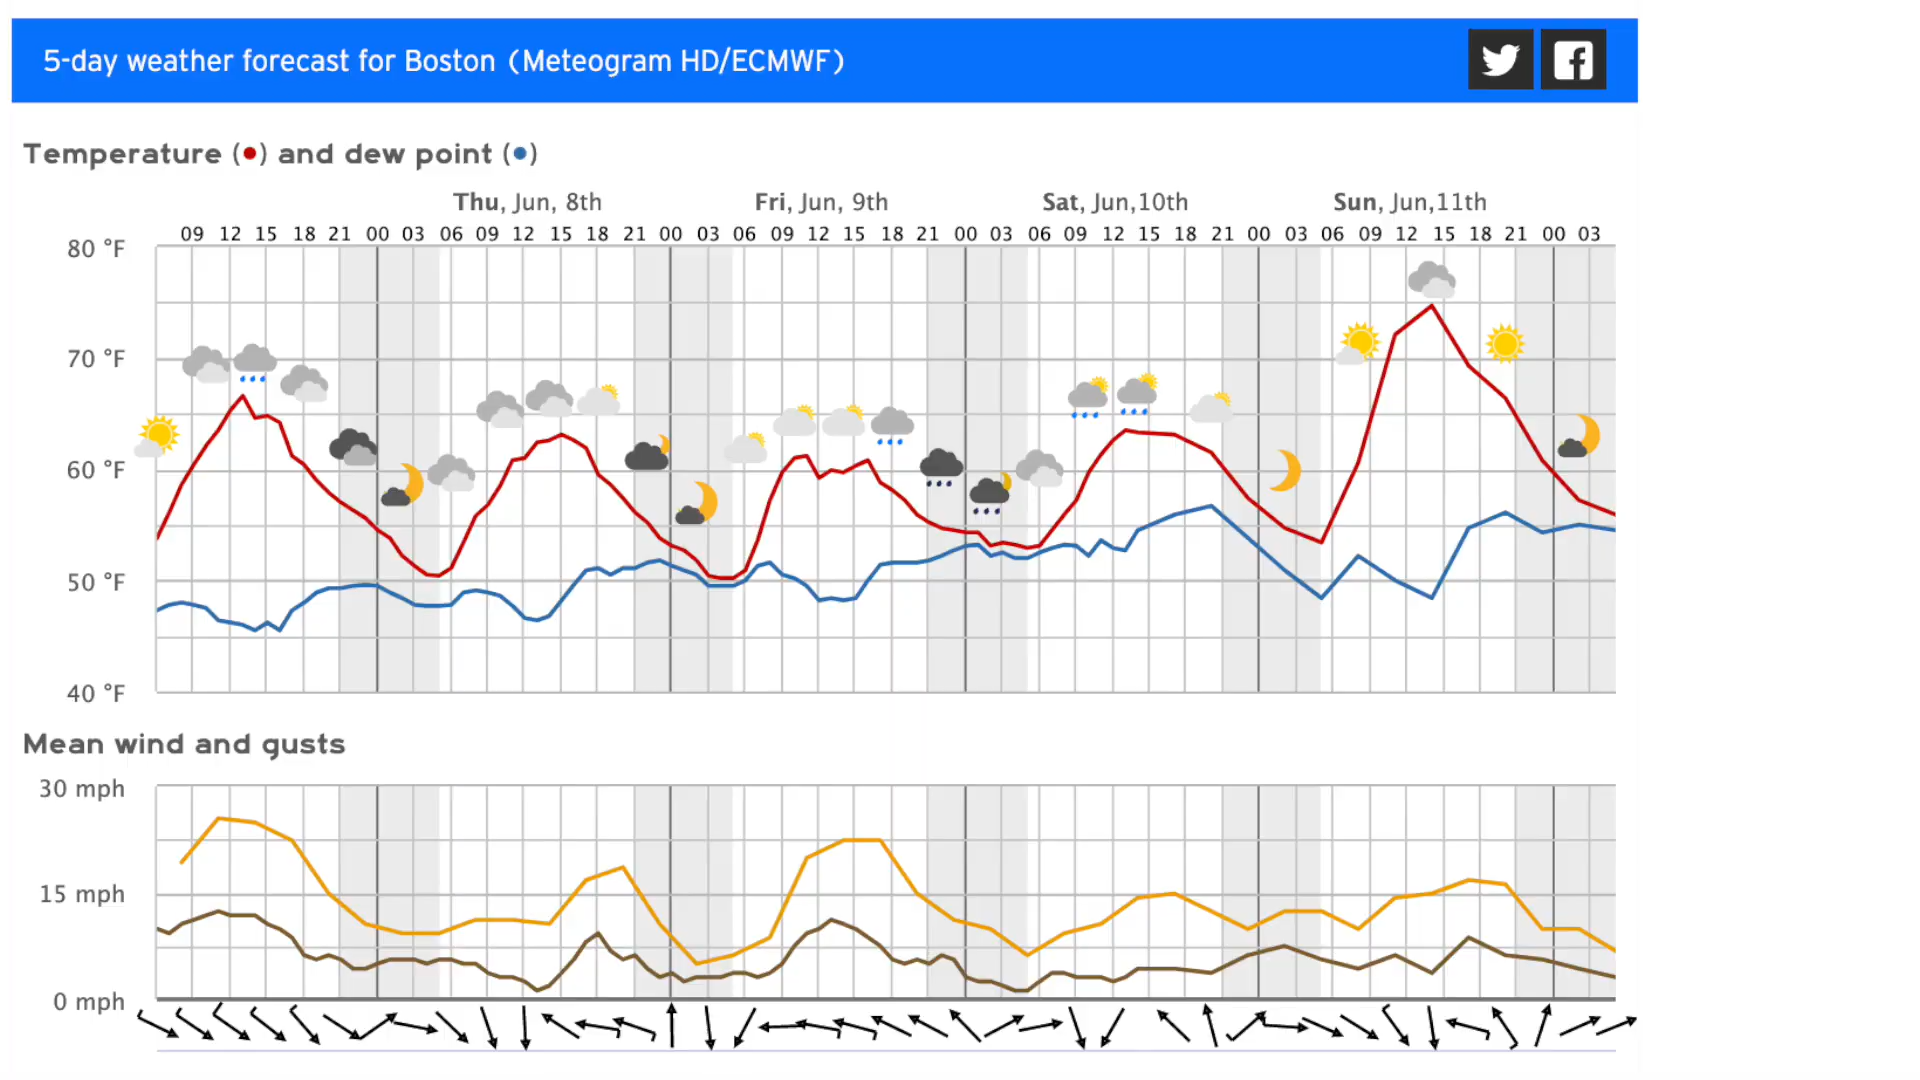 5-day weather forecast for Boston (Meteogram HD/ECMWF)
Temperature (•) and dew point (•)
Thu, Jun, 8th Fri, Jun, 9th Sat, Jun,10th Sun, Jun,11th
09 12 15 18 21 00 03 06 09 12 15 18 21 00 03 06 09 12 15 18 21 00 03 06 09 12 15 18 21 00 03 06 09 12 15 18 21 00 03
80 °F
70 °F
60 °F
50 °F
40 °F
Mean wind and gusts
30 mph
15 mph
0 mph